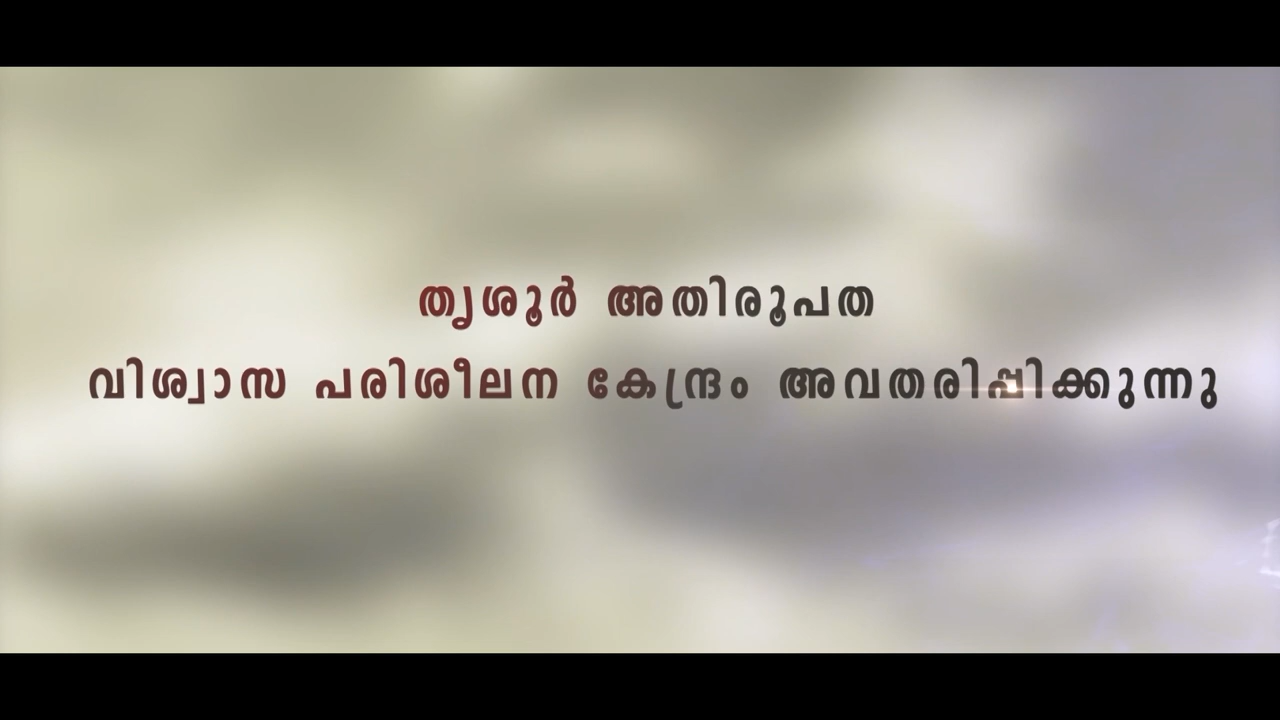 തൃശൂർ അതിരൂപത
വിശ്വാസ പരിശീലന കേന്ദ്രം അവതരിപ്പിക്കുന്നു